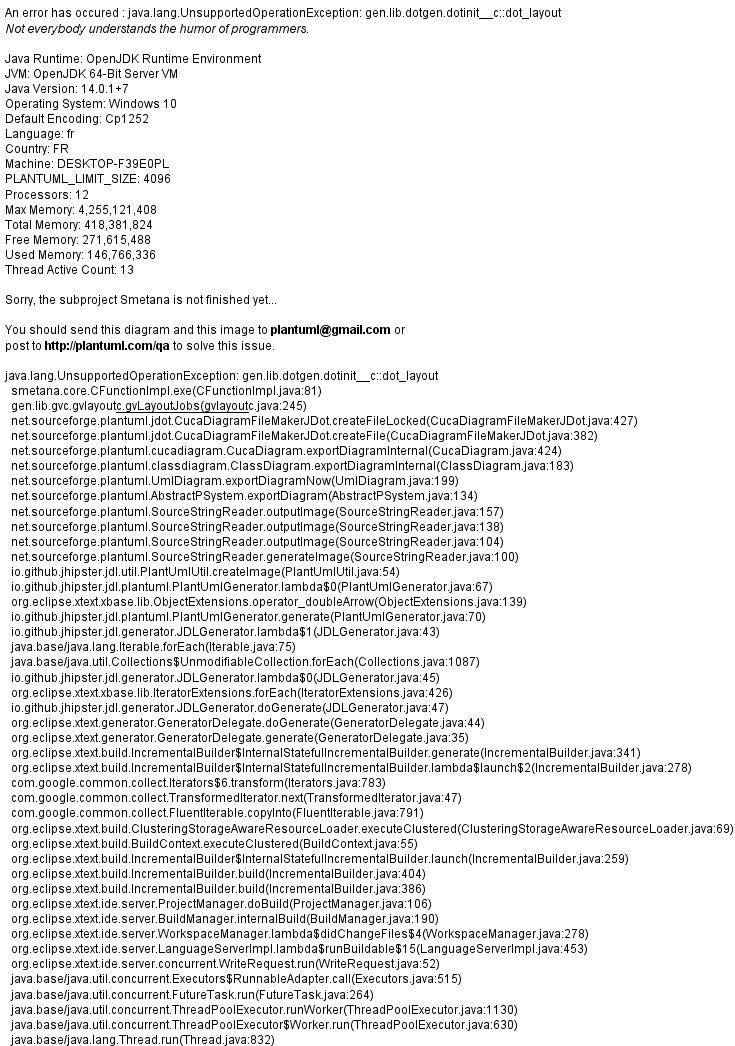 An error has occured : java.lang.UnsupportedOperationException: gen.lib.dotgen.dotinit__c::dot_layout
Not everybody understands the humor of programmers.
Java Runtime: OpenJDK Runtime Environment
JVM: OpenJDK 64-Bit Server VM
Java Version: 14.0.1+7
Operating System: Windows 10
Default Encoding: Cp1252
Language: fr
Country: FR
Machine: DESKTOP-F39E0PL
PLANTUML_LIMIT_SIZE: 4096
Processors: 12
Max Memory: 4,255,121,408
Total Memory: 418,381,824
Free Memory: 271,615,488
Used Memory: 146,766,336
Thread Active Count: 13
Sorry, the subproject Smetana is not finished yet...
You should send this diagram and this image to plantuml@gmail.com or
post to http://plantuml.com/qa to solve this issue.
java.lang.UnsupportedOperationException: gen.lib.dotgen.dotinit__c::dot_layout
smetana.core.CFunctionImpl.exe(CFunctionImpl.java:81)
gen.lib.gvc.gvlayoutc.gvLayoutJobs(gvlayoutc.java:245)
net.sourceforge.plantuml.jdot.CucaDiagramFileMakerJDot.createFileLocked(CucaDiagramFileMakerJDot.java:427)
net.sourceforge.plantuml.jdot.CucaDiagramFileMakerJDot.createFile(CucaDiagramFileMakerJDot.java:382)
net.sourceforge.plantuml.cucadiagram.CucaDiagram.exportDiagramInternal(CucaDiagram.java:424)
net.sourceforge.plantuml.classdiagram.ClassDiagram.exportDiagramInternal(ClassDiagram.java:183)
net.sourceforge.plantuml.UmlDiagram.exportDiagramNow(UmlDiagram.java:199)
net.sourceforge.plantuml.AbstractPSystem.exportDiagram(AbstractPSystem.java:134)
net.sourceforge.plantuml.SourceStringReader.outputImage(SourceStringReader.java:157)
net.sourceforge.plantuml.SourceStringReader.outputImage(SourceStringReader.java:138)
net.sourceforge.plantuml.SourceStringReader.outputImage(SourceStringReader.java:104)
net.sourceforge.plantuml.SourceStringReader.generateImage(SourceStringReader.java:100)
io.github.jhipster.jdl.util.PlantUmlUtil.createImage(PlantUmlUtil.java:54)
io.github.jhipster.jdl.plantuml.PlantUmlGenerator.lambda$0(PlantUmlGenerator.java:67)
org.eclipse.xtext.xbase.lib.ObjectExtensions.operator_doubleArrow(ObjectExtensions.java:139)
io.github.jhipster.jdl.plantuml.PlantUmlGenerator.generate(PlantUmlGenerator.java:70)
io.github.jhipster.jdl.generator.JDLGenerator.lambda$1(JDLGenerator.java:43)
java.base/java.lang.Iterable.forEach(Iterable.java:75)
java.base/java.util.Collections$UnmodifiableCollection.forEach(Collections.java:1087)
io.github.jhipster.jdl.generator.JDLGenerator.lambda$0(JDLGenerator.java:45)
org.eclipse.xtext.xbase.lib.IteratorExtensions.forEach(IteratorExtensions.java:426)
io.github.jhipster.jdl.generator.JDLGenerator.doGenerate(JDLGenerator.java:47)
org.eclipse.xtext.generator.GeneratorDelegate.doGenerate(GeneratorDelegate.java:44)
org.eclipse.xtext.generator.GeneratorDelegate.generate(GeneratorDelegate.java:35)
org.eclipse.xtext.build.IncrementalBuilder$InternalStatefulIncrementalBuilder.generate(IncrementalBuilder.java:341)
org.eclipse.xtext.build.IncrementalBuilder$InternalStatefulIncrementalBuilder.lambda$launch$2(IncrementalBuilder.java:278)
com.google.common.collect.Iterators$6.transform(Iterators.java:783)
com.google.common.collect.TransformedIterator.next(TransformedIterator.java:47)
com.google.common.collect.FluentIterable.copyInto(FluentIterable.java:791)
org.eclipse.xtext.build.ClusteringStorageAwareResourceLoader.executeClustered(ClusteringStorageAwareResourceLoader.java:69)
org.eclipse.xtext.build.BuildContext.executeClustered(BuildContext.java:55)
org.eclipse.xtext.build.IncrementalBuilder$InternalStatefulIncrementalBuilder.launch(IncrementalBuilder.java:259)
org.eclipse.xtext.build.IncrementalBuilder.build(IncrementalBuilder.java:404)
org.eclipse.xtext.build.IncrementalBuilder.build(IncrementalBuilder.java:386)
org.eclipse.xtext.ide.server.ProjectManager.doBuild(ProjectManager.java:106)
org.eclipse.xtext.ide.server.BuildManager.internalBuild(BuildManager.java:190)
org.eclipse.xtext.ide.server.WorkspaceManager.lambda$didChangeFiles$4(WorkspaceManager.java:278)
org.eclipse.xtext.ide.server.LanguageServerImpl.lambda$runBuildable$15(LanguageServerImpl.java:453)
org.eclipse.xtext.ide.server.concurrent.WriteRequest.run(WriteRequest.java:52)
java.base/java.util.concurrent.Executors$RunnableAdapter.call(Executors.java:515)
java.base/java.util.concurrent.FutureTask.run(FutureTask.java:264)
java.base/java.util.concurrent.ThreadPoolExecutor.runWorker(ThreadPoolExecutor.java:1130)
java.base/java.util.concurrent.ThreadPoolExecutor$Worker.run(ThreadPoolExecutor.java:630)
java.base/java.lang.Thread.run(Thread.java:832)